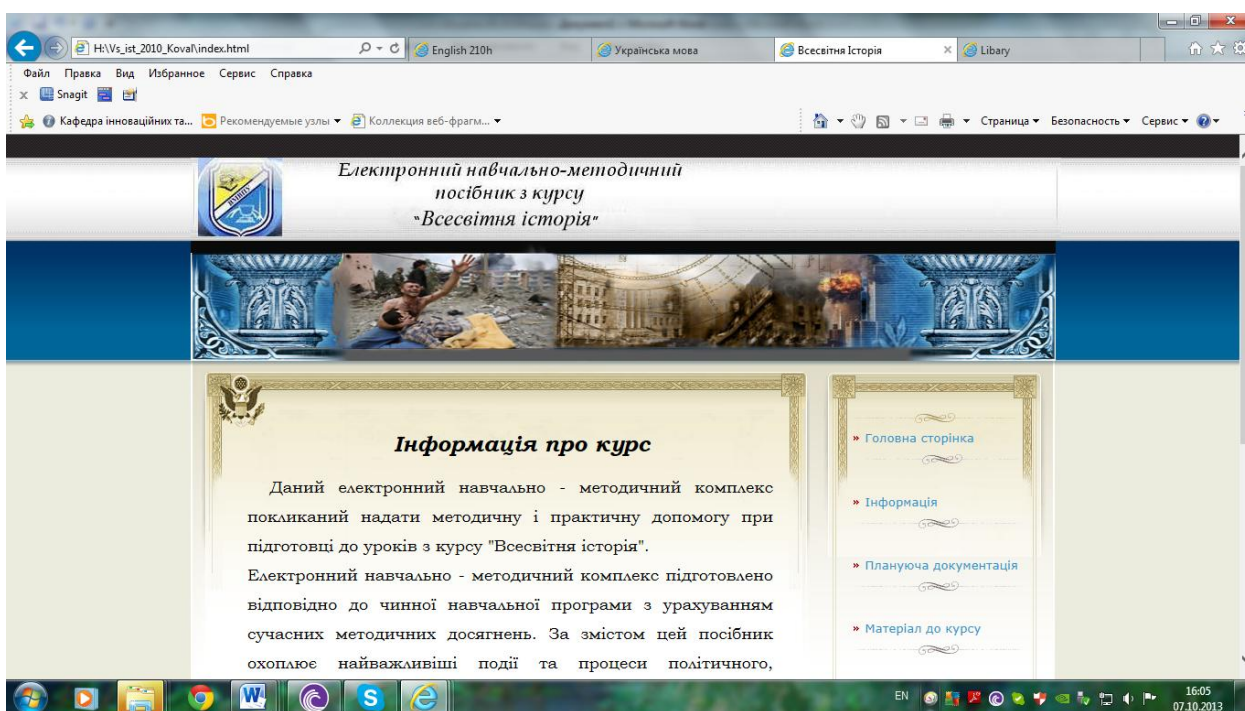 H:\Vs_ist_2010_Koval\index.html
English 210h
Українська мова
Всесвітня Історія
Libary
Файл Правка Вид Избранное Сервис Справка
x Snagit
Кафедра інноваційних та... Рекомендуемые узлы Коллекция веб-фрагм...
Страница Безопасность Сервис
Електронний навчально-методичний
посібник з курсу
"Всесвітня історія"
Інформація про курс
Даний електронний навчально - методичний комплекс
покликаний надати методичну і практичну допомогу при
підготовці до уроків з курсу "Всесвітня історія".
Електронний навчально - методичний комплекс підготовлено
відповідно до чинної навчальної програми з урахуванням
сучасних методичних досягнень. За змістом цей посібник
охоплює найважливіші події та процеси політичного,
» Головна сторінка
» Інформація
» Плануюча документація
» Матеріал до курсу
EN
16:05
07.10.2013